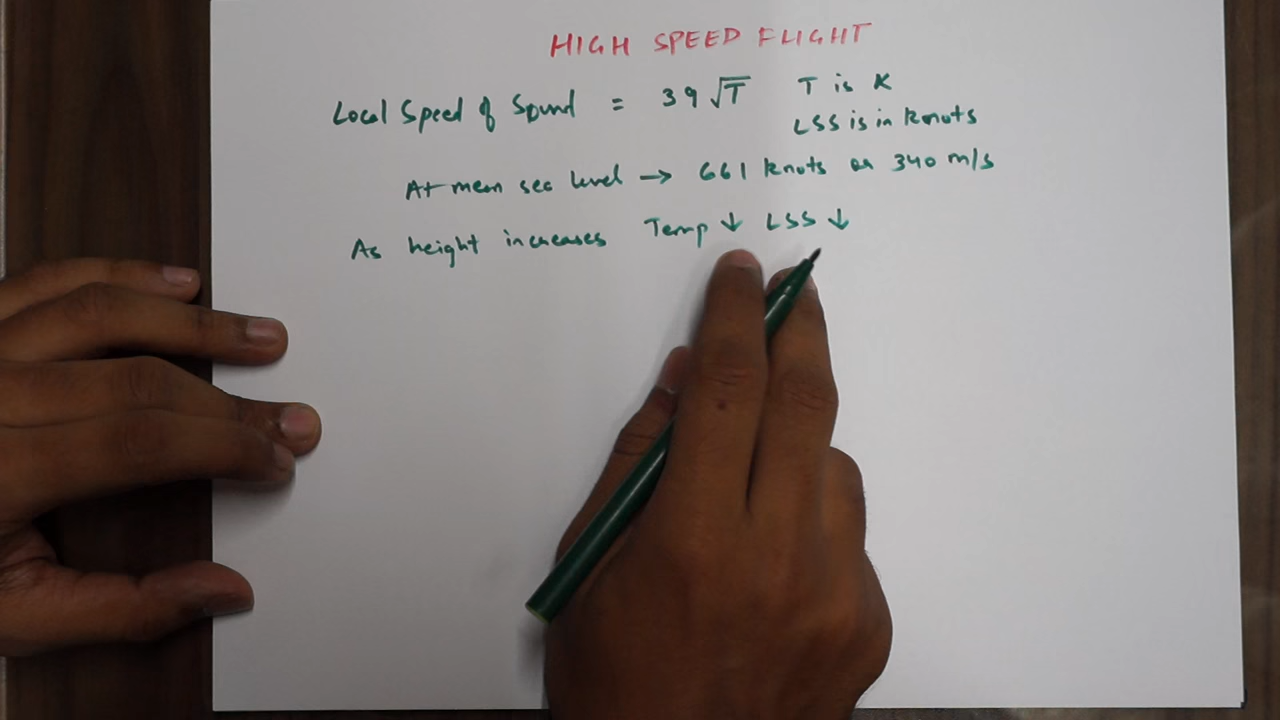 HIGH SPEED FLIGHT
Local Speed of Sound = 39√T T is K
LSS is in knots
At mean sea level → 661 knots or 340 m/s
As height increases Temp ↓ LSS ↓